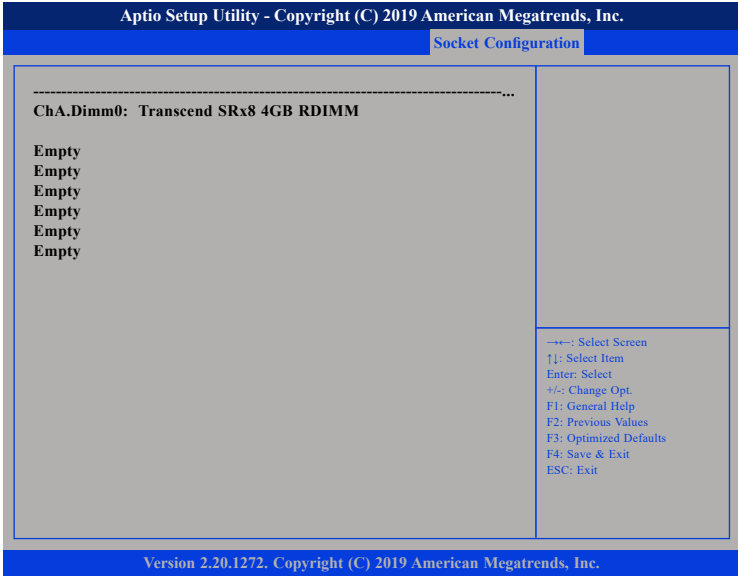 Aptio Setup Utility - Copyright (C) 2019 American Megatrends, Inc.
Socket Configuration
--------------------------------------------------------------------------------...
ChA.Dimm0: Transcend SRx8 4GB RDIMM
Empty
Empty
Empty
Empty
Empty
Empty
→←: Select Screen
↑↓: Select Item
Enter: Select
+/-: Change Opt.
F1: General Help
F2: Previous Values
F3: Optimized Defaults
F4: Save & Exit
ESC: Exit
Version 2.20.1272. Copyright (C) 2019 American Megatrends, Inc.